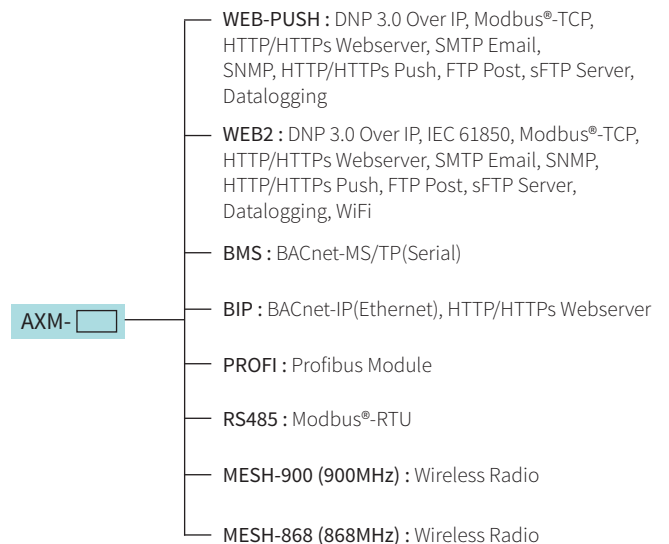 WEB-PUSH : DNP 3.0 Over IP, Modbus®-TCP,
HTTP/HTTPs Webserver, SMTP Email,
SNMP, HTTP/HTTPs Push, FTP Post, sFTP Server,
Datalogging
WEB2 : DNP 3.0 Over IP, IEC 61850, Modbus®-TCP,
HTTP/HTTPs Webserver, SMTP Email, SNMP,
HTTP/HTTPs Push, FTP Post, sFTP Server,
Datalogging, WiFi
BMS : BACnet-MS/TP(Serial)
AXM-
BIP : BACnet-IP(Ethernet), HTTP/HTTPs Webserver
PROFI : Profibus Module
RS485 : Modbus®-RTU
MESH-900 (900MHz) : Wireless Radio
MESH-868 (868MHz) : Wireless Radio